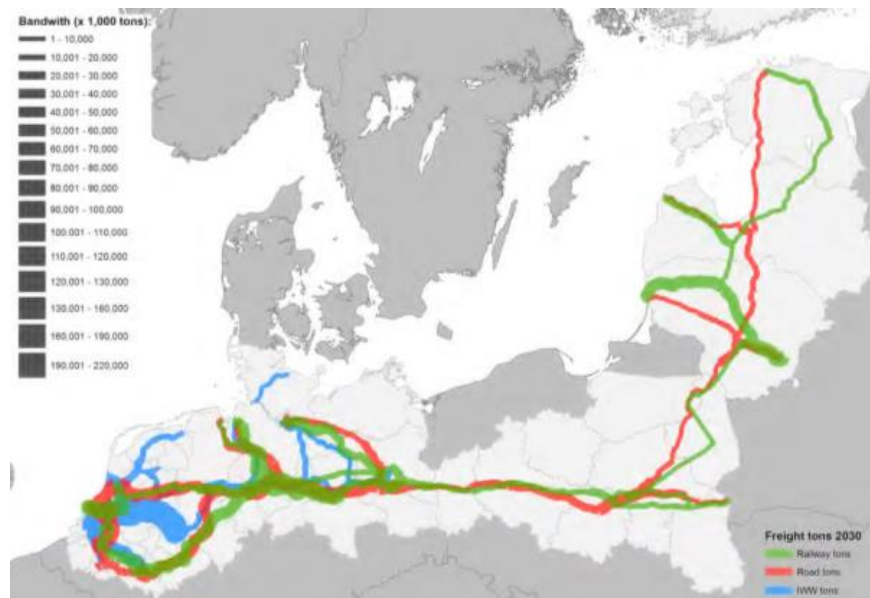 Bandwith (x 1,000 tons):
1 - 10,000
10,001 - 20,000
20,001 - 30,000
30,001 - 40,000
40,001 - 50,000
50,001 - 60,000
60,001 - 70,000
70,001 - 80,000
80,001 - 90,000
90,001 - 100,000
100,001 - 110,000
110,001 - 120,000
120,001 - 130,000
130,001 - 160,000
160,001 - 190,000
190,001 - 220,000
Freight tons 2030
Railway tons
Road tons
IWW tons